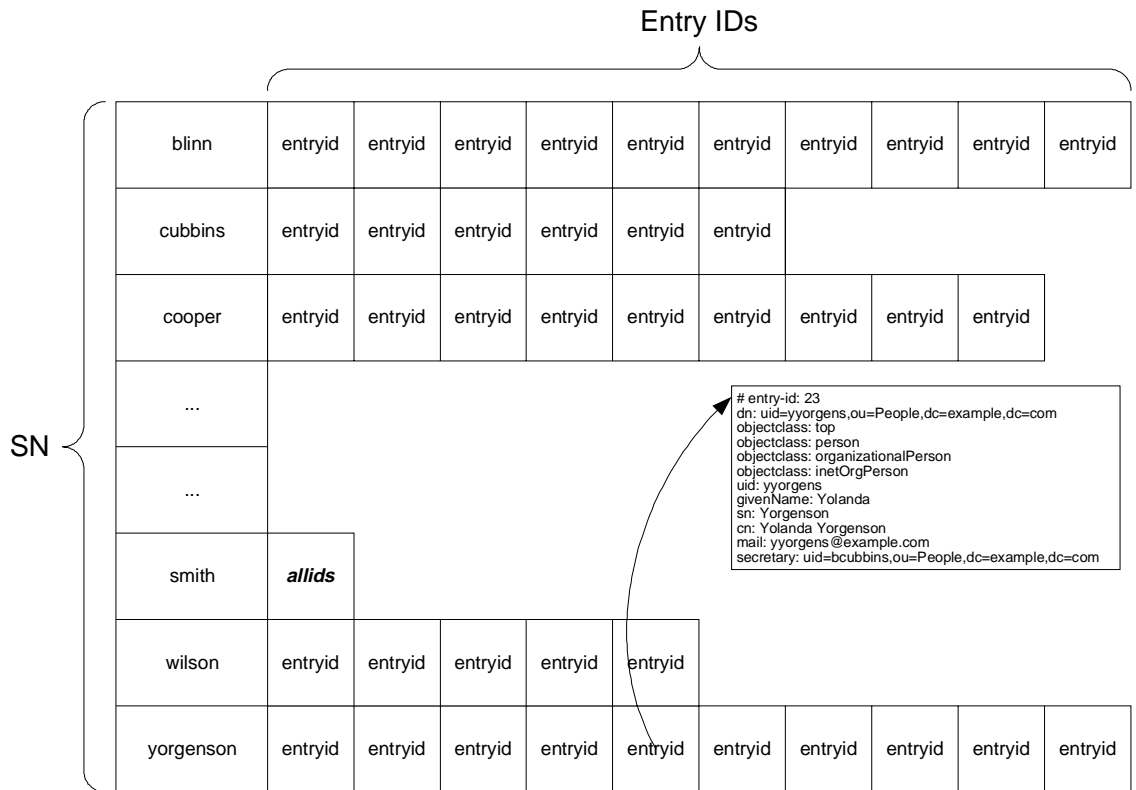 Entry IDs
SN
blinn entryid entryid entryid entryid entryid entryid entryid entryid entryid entryid
cubbins entryid entryid entryid entryid entryid entryid
cooper entryid entryid entryid entryid entryid entryid entryid entryid entryid
...
# entry-id: 23
dn: uid=yyorgens,ou=People,dc=example,dc=com
objectclass: top
objectclass: person
objectclass: organizationalPerson
objectclass: inetOrgPerson
uid: yyorgens
givenName: Yolanda
sn: Yorgenson
cn: Yolanda Yorgenson
mail: yyorgens@example.com
secretary: uid=bcubbins,ou=People,dc=example,dc=com
...
smith allids
wilson entryid entryid entryid entryid entryid
yorgenson entryid entryid entryid entryid entryid entryid entryid entryid entryid entryid